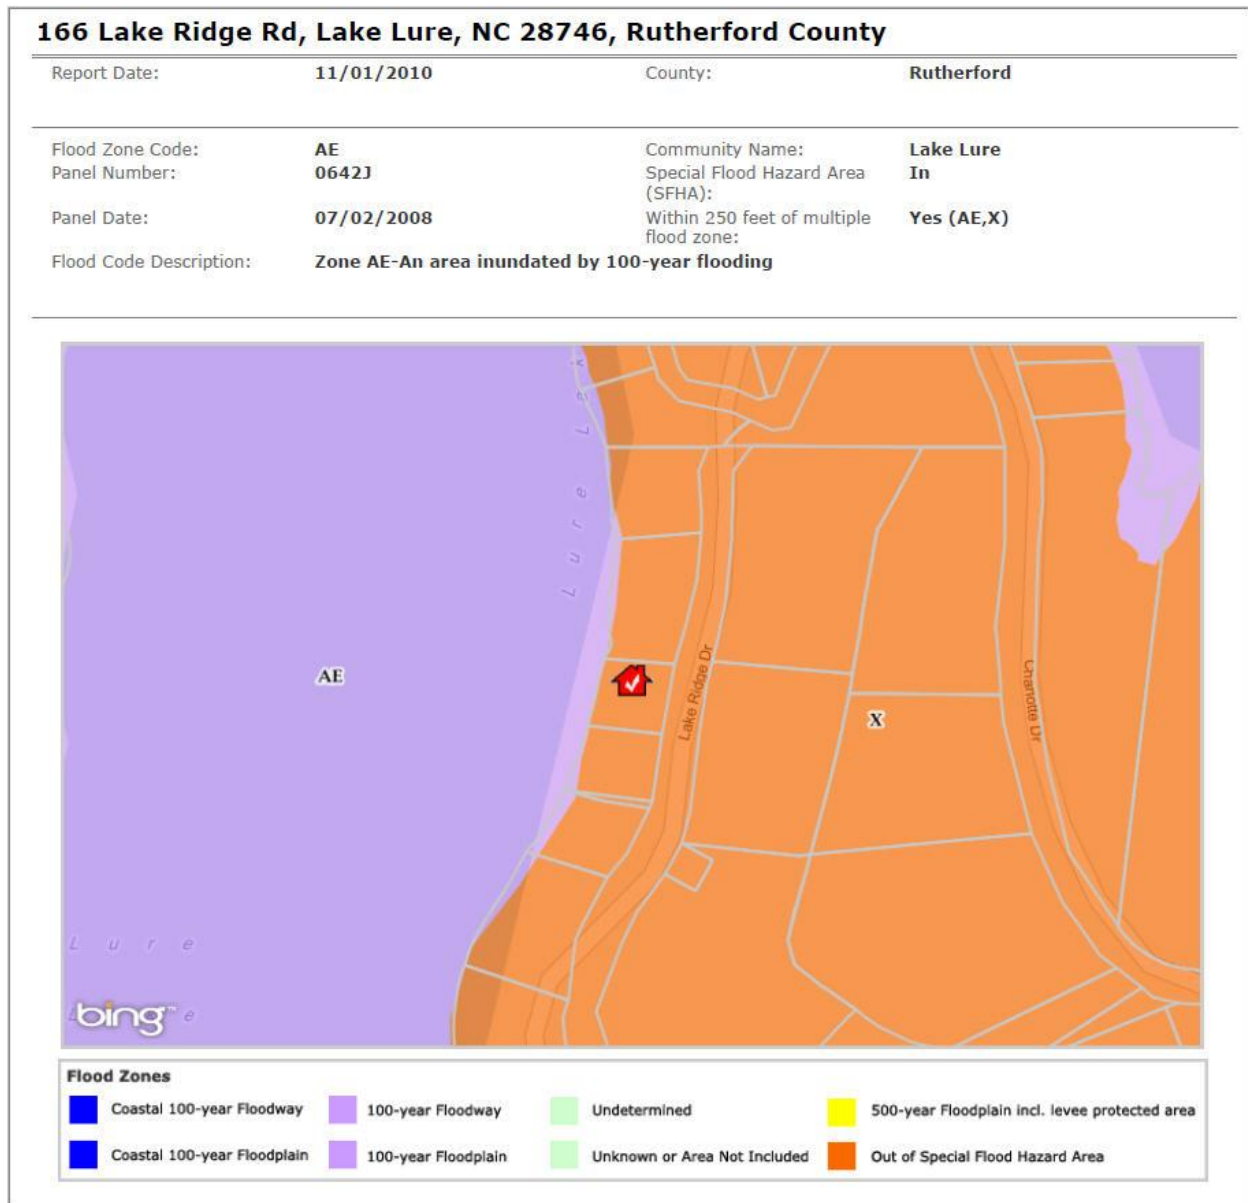 166 Lake Ridge Rd, Lake Lure, NC 28746, Rutherford County
Report Date: 11/01/2010 County: Rutherford
Flood Zone Code: AE Community Name: Lake Lure
Panel Number: 0642J Special Flood Hazard Area (SFHA): In
Panel Date: 07/02/2008 Within 250 feet of multiple flood zone: Yes (AE,X)
Flood Code Description: Zone AE-An area inundated by 100-year flooding
Lure
AE
Lake Ridge Dr
X
Charlotte Dr
Lure
bing™
Flood Zones
Coastal 100-year Floodway 100-year Floodway Undetermined 500-year Floodplain incl. levee protected area
Coastal 100-year Floodplain 100-year Floodplain Unknown or Area Not Included Out of Special Flood Hazard Area